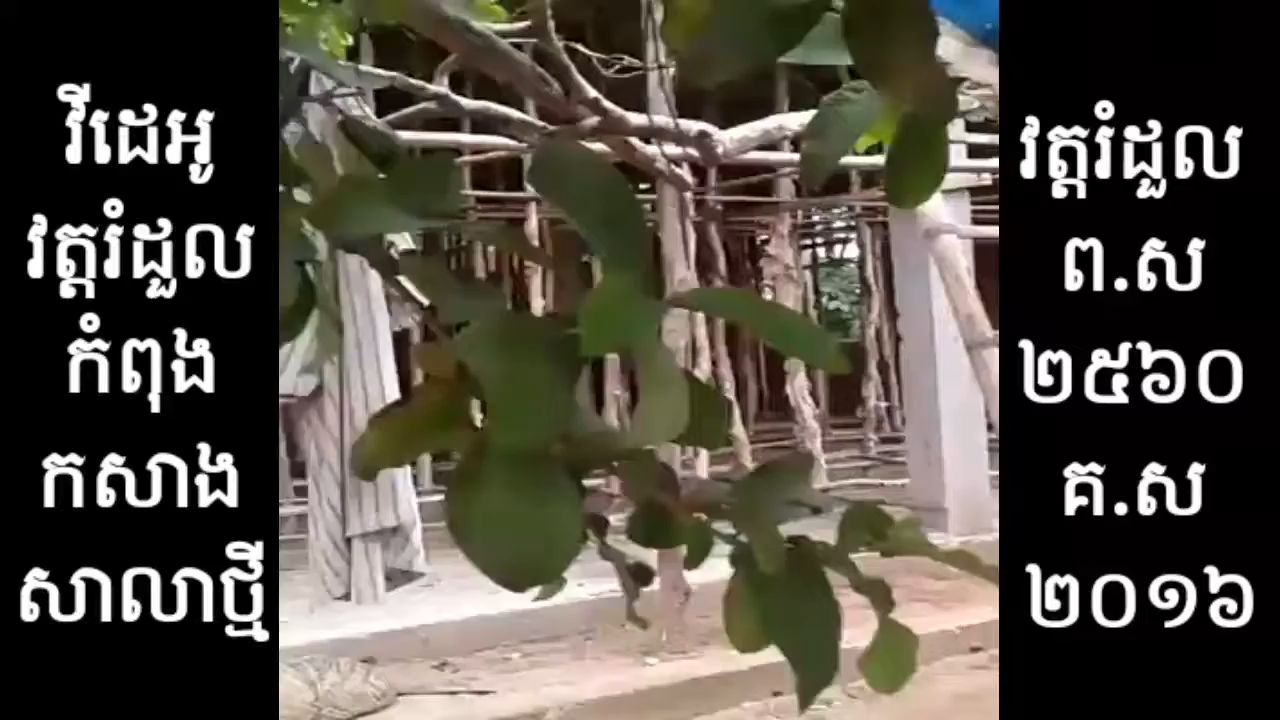 វីដេអូ
វត្តរំដួល
កំពុង
កសាង
សាលាថ្មី
វត្តរំដួល
ព.ស
២៥៦០
គ.ស
២០១៦